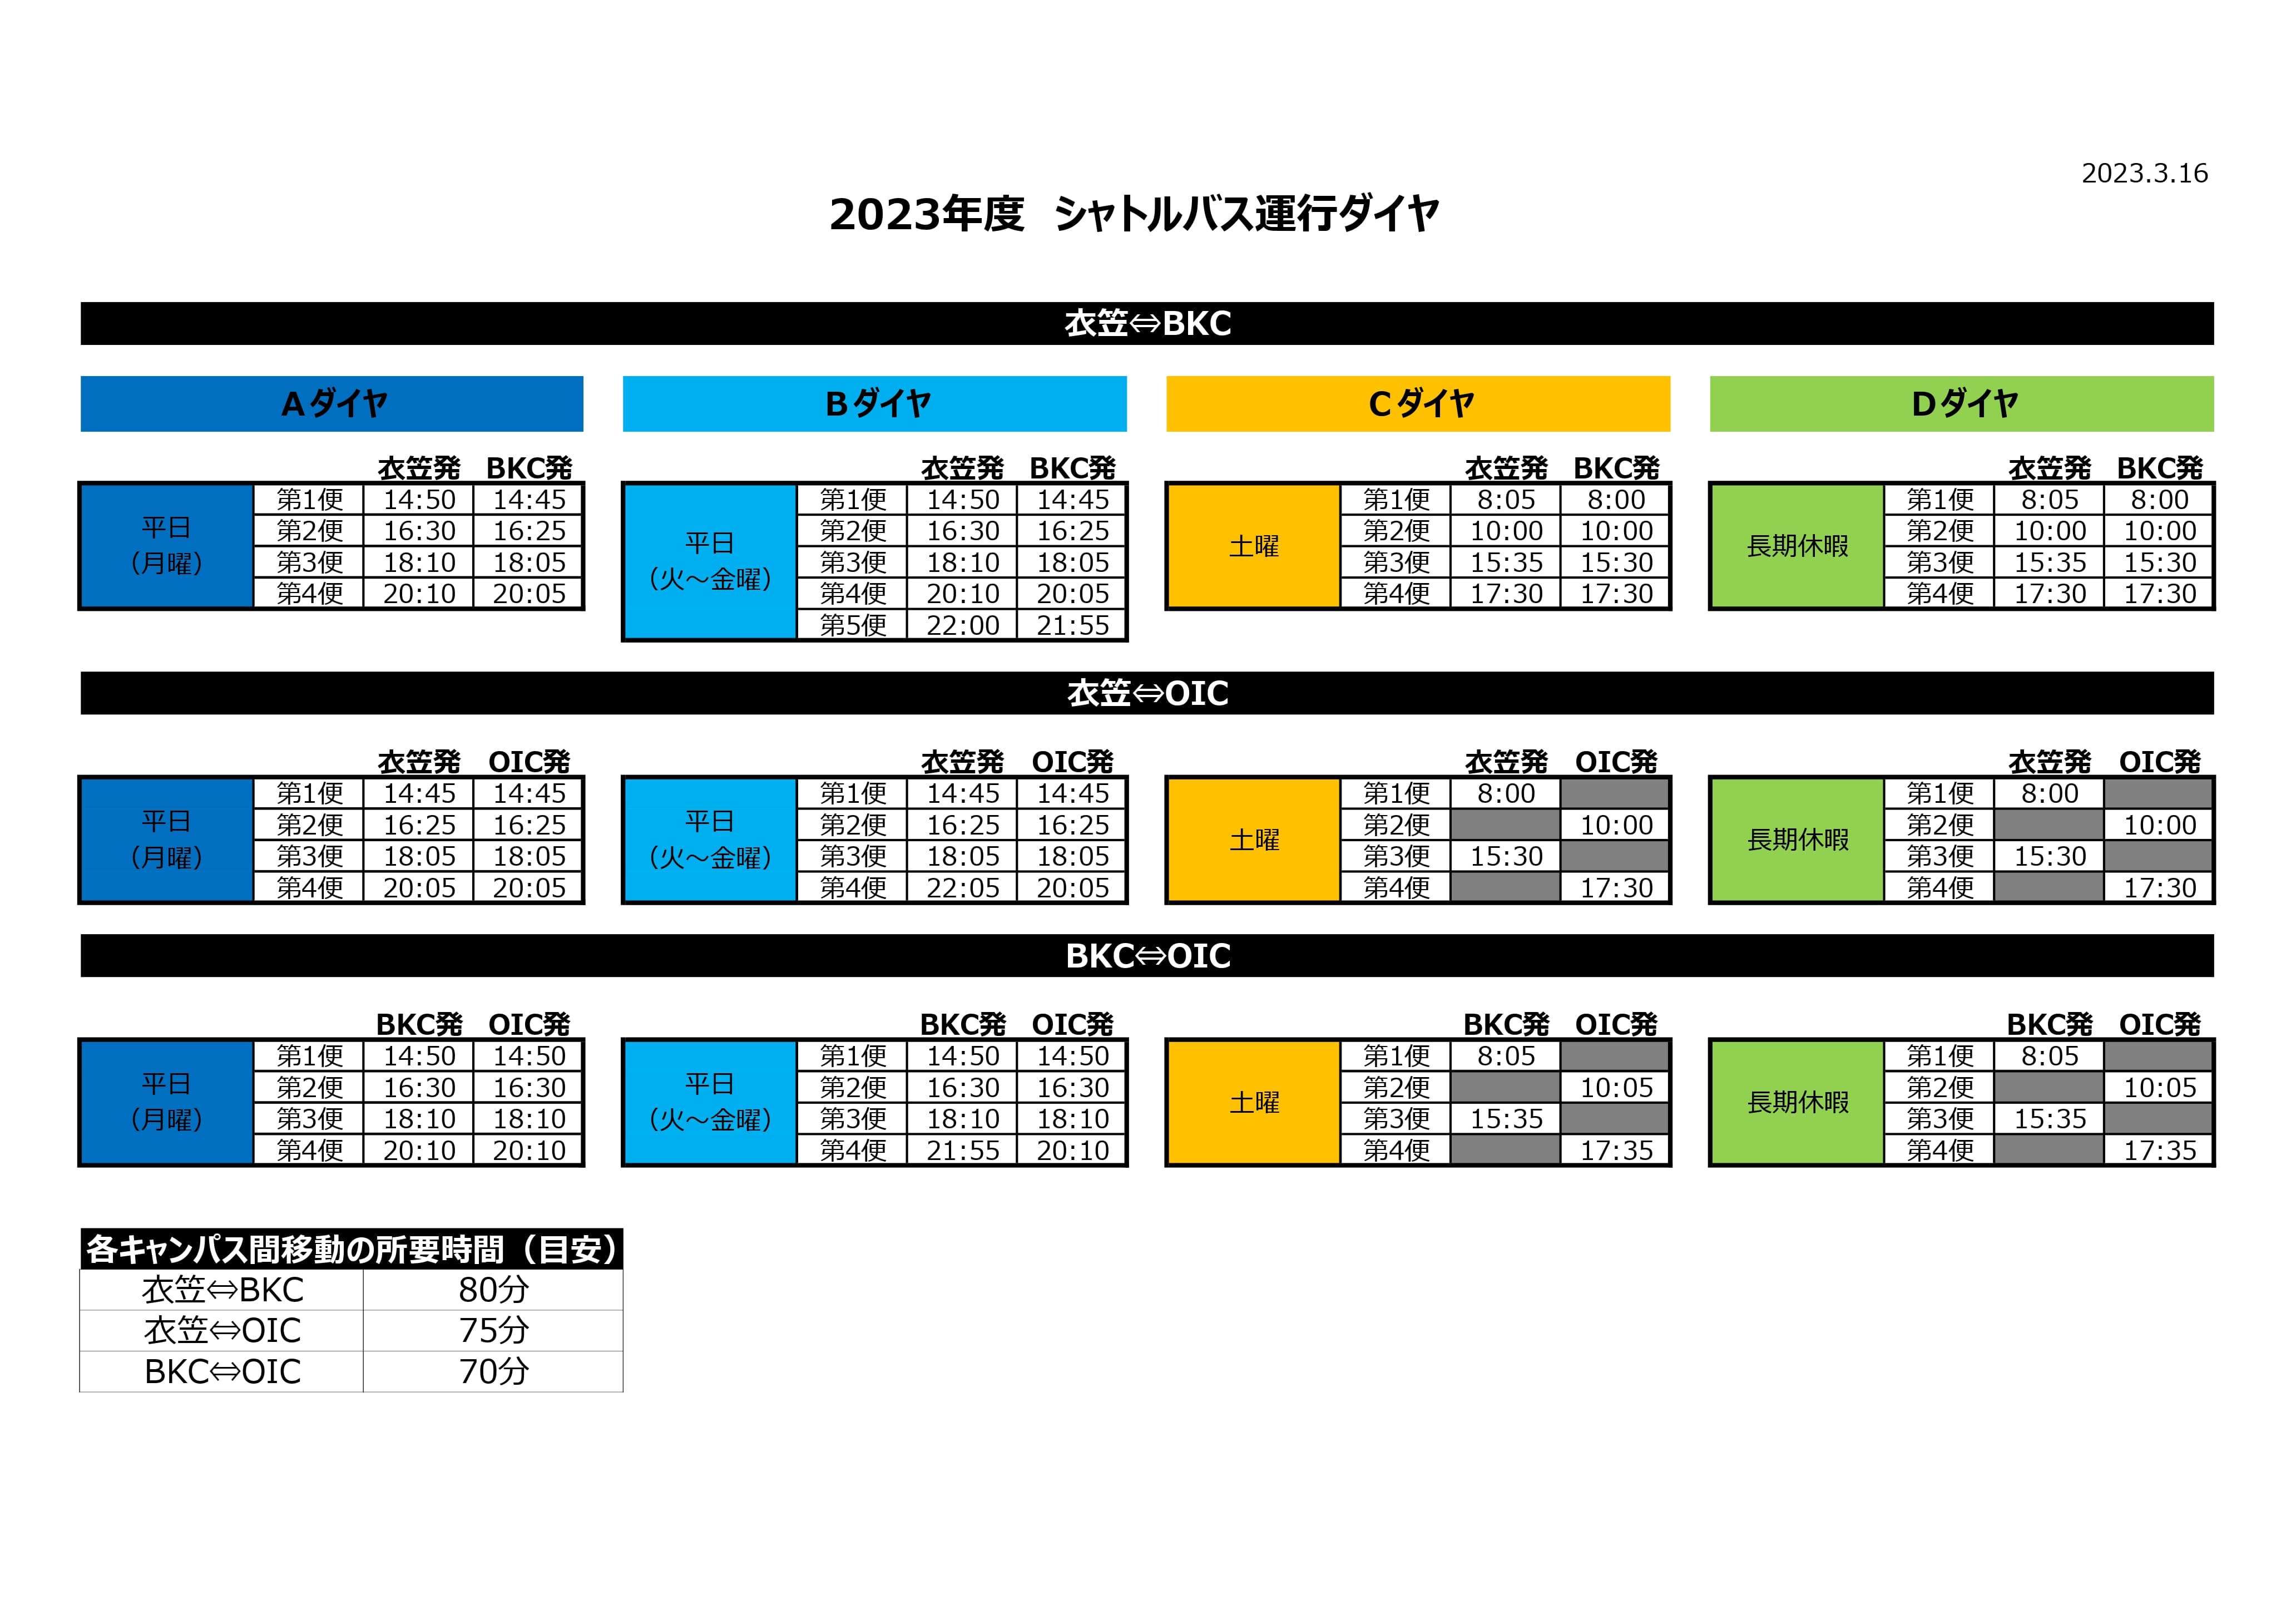 2023.3.16
2023年度　シャトルバス運行ダイヤ
衣笠⇔BKC
Aダイヤ Bダイヤ Cダイヤ Dダイヤ
衣笠発 BKC発 衣笠発 BKC発 衣笠発 BKC発 衣笠発 BKC発
平日
（月曜）
第1便 14:50 14:45
第2便 16:30 16:25
第3便 18:10 18:05
第4便 20:10 20:05
平日
（火～金曜）
第1便 14:50 14:45
第2便 16:30 16:25
第3便 18:10 18:05
第4便 20:10 20:05
第5便 22:00 21:55
土曜
第1便 8:05 8:00
第2便 10:00 10:00
第3便 15:35 15:30
第4便 17:30 17:30
長期休暇
第1便 8:05 8:00
第2便 10:00 10:00
第3便 15:35 15:30
第4便 17:30 17:30
衣笠⇔OIC
衣笠発 OIC発 衣笠発 OIC発 衣笠発 OIC発 衣笠発 OIC発
平日
（月曜）
第1便 14:45 14:45
第2便 16:25 16:25
第3便 18:05 18:05
第4便 20:05 20:05
平日
（火～金曜）
第1便 14:45 14:45
第2便 16:25 16:25
第3便 18:05 18:05
第4便 22:05 20:05
土曜
第1便 8:00
第2便 10:00
第3便 15:30
第4便 17:30
長期休暇
第1便 8:00
第2便 10:00
第3便 15:30
第4便 17:30
BKC⇔OIC
BKC発 OIC発 BKC発 OIC発 BKC発 OIC発 BKC発 OIC発
平日
（月曜）
第1便 14:50 14:50
第2便 16:30 16:30
第3便 18:10 18:10
第4便 20:10 20:10
平日
（火～金曜）
第1便 14:50 14:50
第2便 16:30 16:30
第3便 18:10 18:10
第4便 21:55 20:10
土曜
第1便 8:05
第2便 10:05
第3便 15:35
第4便 17:35
長期休暇
第1便 8:05
第2便 10:05
第3便 15:35
第4便 17:35
各キャンパス間移動の所要時間（目安）
衣笠⇔BKC 80分
衣笠⇔OIC 75分
BKC⇔OIC 70分